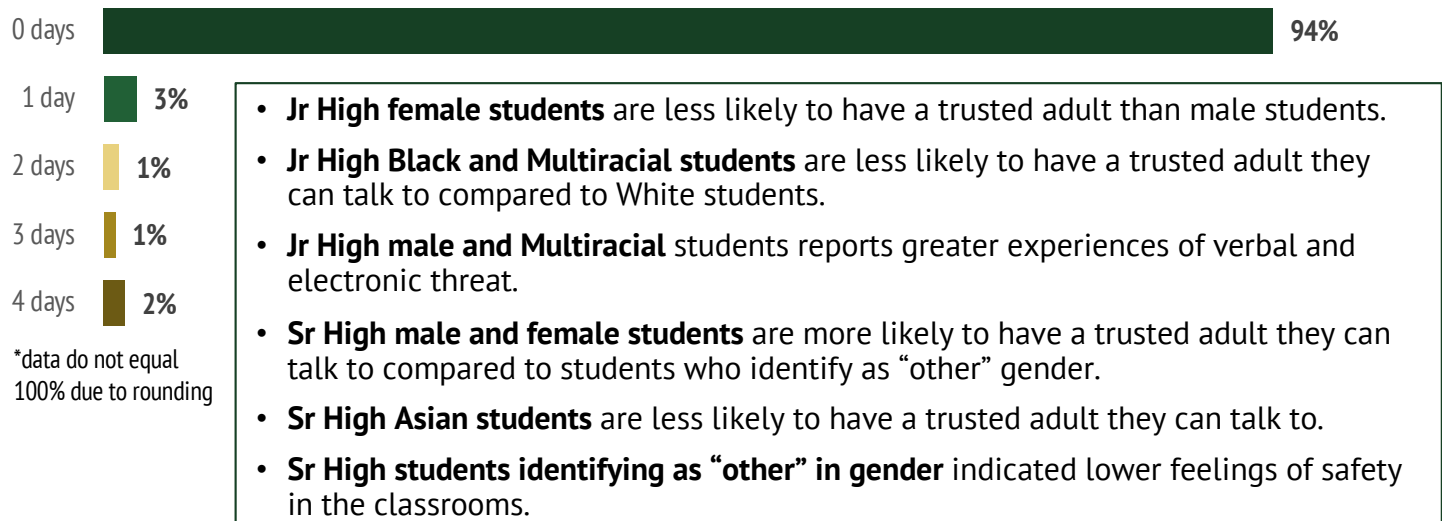 0 days 94%
1 day 3%
2 days 1%
3 days 1%
4 days 2%
*data do not equal
100% due to rounding
• Jr High female students are less likely to have a trusted adult than male students.
• Jr High Black and Multiracial students are less likely to have a trusted adult they
can talk to compared to White students.
• Jr High male and Multiracial students reports greater experiences of verbal and
electronic threat.
• Sr High male and female students are more likely to have a trusted adult they can
talk to compared to students who identify as “other” gender.
• Sr High Asian students are less likely to have a trusted adult they can talk to.
• Sr High students identifying as “other” in gender indicated lower feelings of safety
in the classrooms.